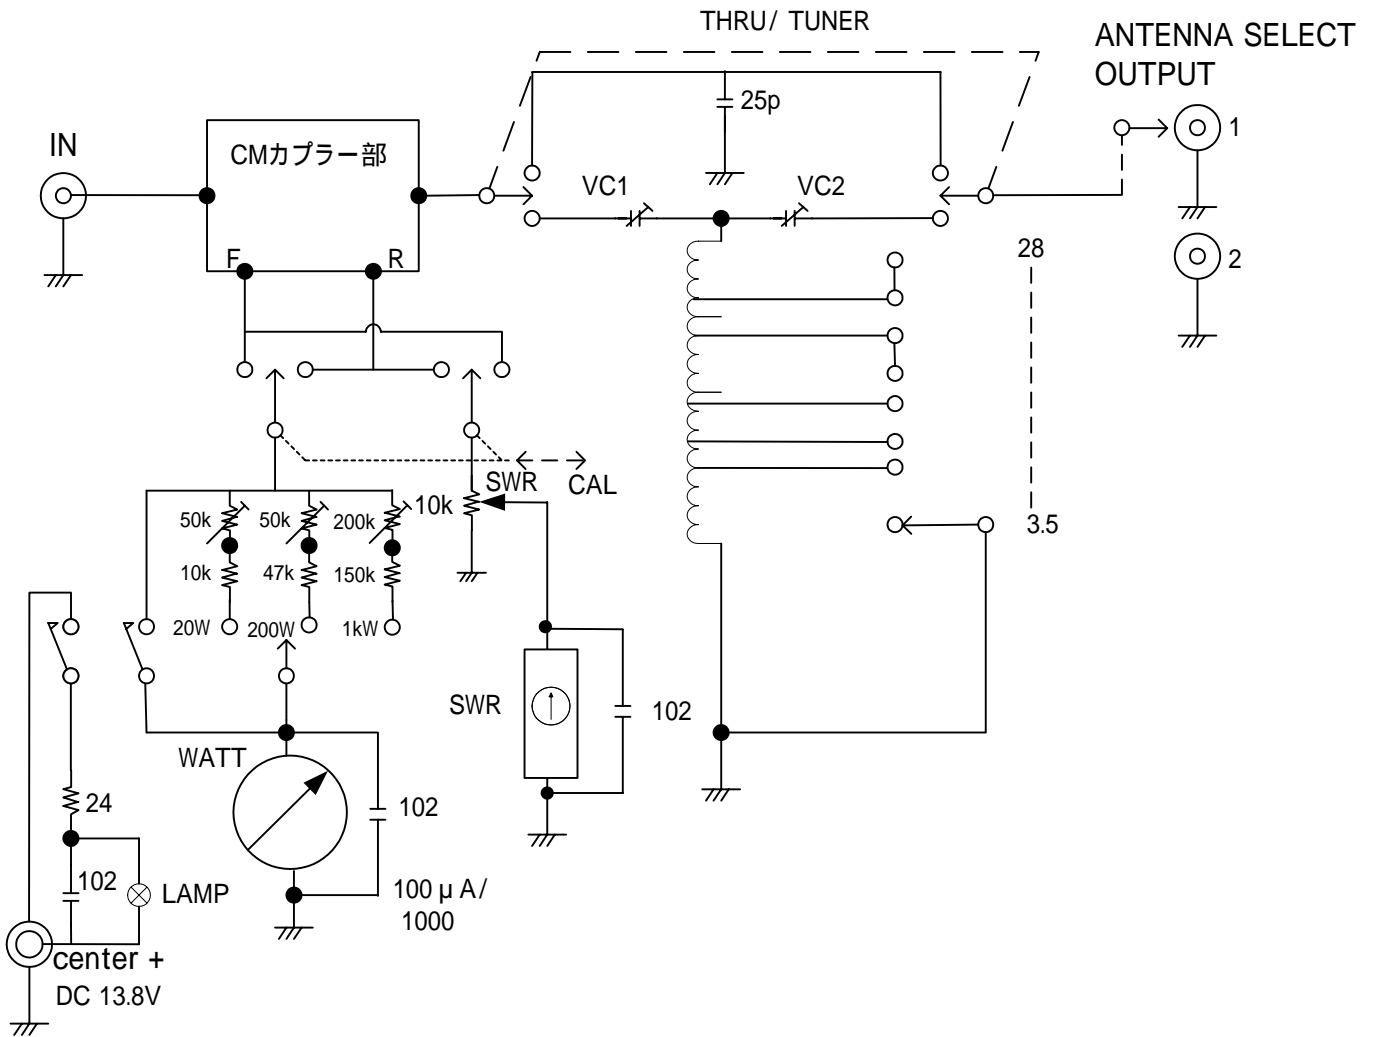 THRU/ TUNER
ANTENNA SELECT
OUTPUT
25p
1
IN
CMカプラー部
VC1
VC2
F
R
28
2
SWR
CAL
10k
50k
50k
200k
10k
47k
150k
3.5
20W
200W
1kW
SWR
102
WATT
24
102
102
LAMP
100 μ A/
1000
center +
DC 13.8V